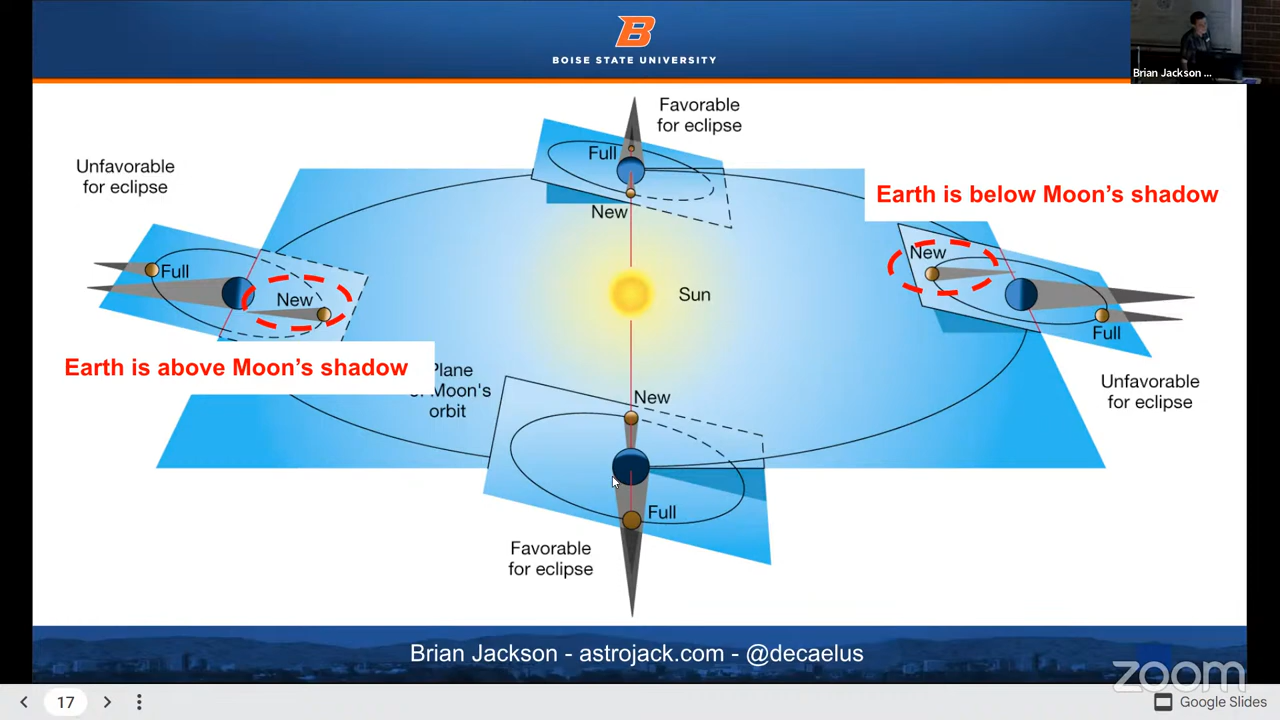 B
BOISE STATE UNIVERSITY
Brian Jackson ...
Favorable
for eclipse
Unfavorable
for eclipse
Full
New
Earth is below Moon's shadow
New
Full
Full
New
Sun
Earth is above Moon's shadow
Plane
Moon's
orbit
Unfavorable
for eclipse
New
Full
Favorable
for eclipse
Brian Jackson - astrojack.com - @decaelus
zoom
17
Google Slides